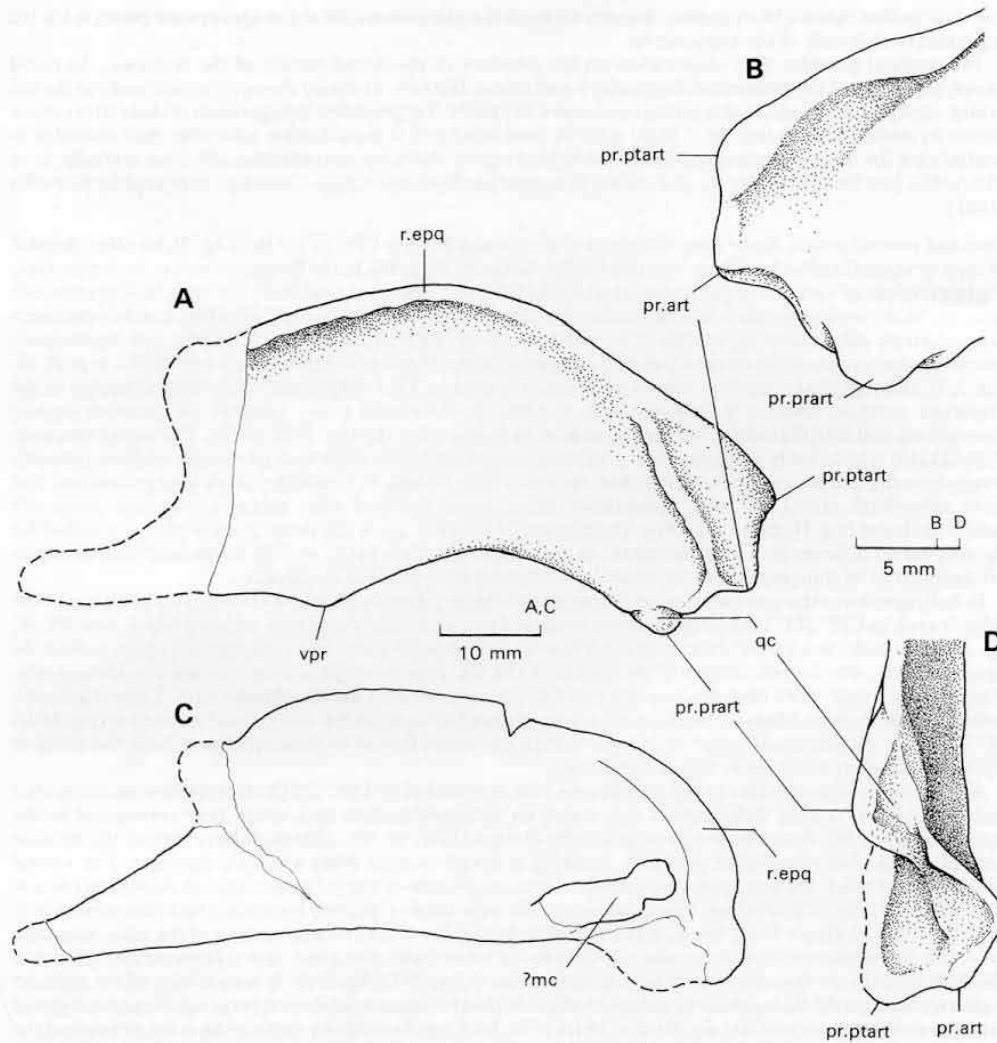 B
pr.ptart
r.epq
A
pr.art
pr.prart
pr.ptart
B D
5 mm
A,C
10 mm
vpr
qc
D
C
pr.prart
r.epq
?mc
pr.ptart
pr.art